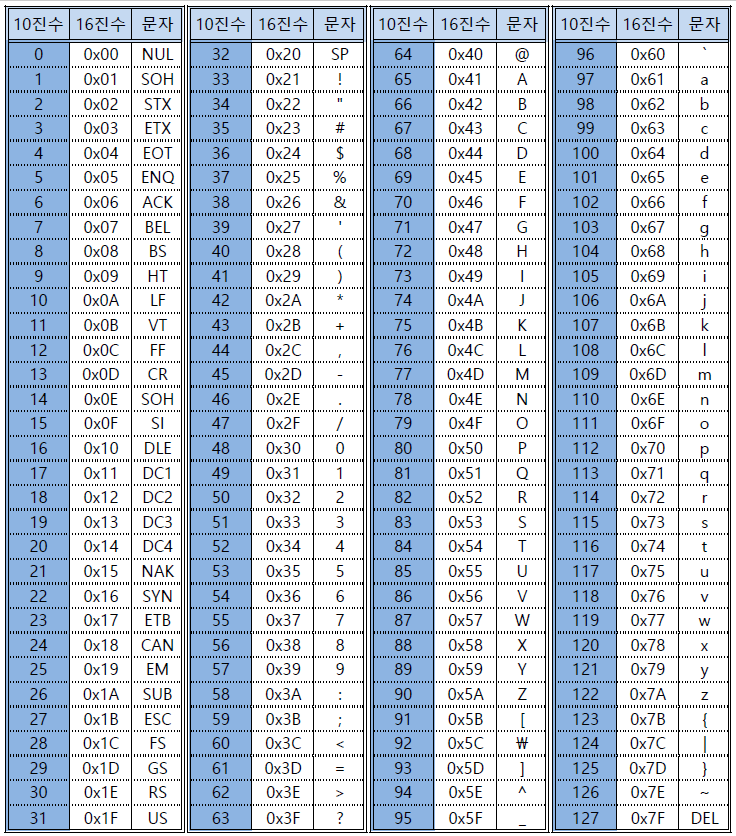 10진수 16진수 문자 10진수 16진수 문자 10진수 16진수 문자 10진수 16진수 문자
0 0x00 NUL 32 0x20 SP 64 0x40 @ 96 0x60 `
1 0x01 SOH 33 0x21 ! 65 0x41 A 97 0x61 a
2 0x02 STX 34 0x22 " 66 0x42 B 98 0x62 b
3 0x03 ETX 35 0x23 # 67 0x43 C 99 0x63 c
4 0x04 EOT 36 0x24 $ 68 0x44 D 100 0x64 d
5 0x05 ENQ 37 0x25 % 69 0x45 E 101 0x65 e
6 0x06 ACK 38 0x26 & 70 0x46 F 102 0x66 f
7 0x07 BEL 39 0x27 ' 71 0x47 G 103 0x67 g
8 0x08 BS 40 0x28 ( 72 0x48 H 104 0x68 h
9 0x09 HT 41 0x29 ) 73 0x49 I 105 0x69 i
10 0x0A LF 42 0x2A * 74 0x4A J 106 0x6A j
11 0x0B VT 43 0x2B + 75 0x4B K 107 0x6B k
12 0x0C FF 44 0x2C , 76 0x4C L 108 0x6C l
13 0x0D CR 45 0x2D - 77 0x4D M 109 0x6D m
14 0x0E SOH 46 0x2E . 78 0x4E N 110 0x6E n
15 0x0F SI 47 0x2F / 79 0x4F O 111 0x6F o
16 0x10 DLE 48 0x30 0 80 0x50 P 112 0x70 p
17 0x11 DC1 49 0x31 1 81 0x51 Q 113 0x71 q
18 0x12 DC2 50 0x32 2 82 0x52 R 114 0x72 r
19 0x13 DC3 51 0x33 3 83 0x53 S 115 0x73 s
20 0x14 DC4 52 0x34 4 84 0x54 T 116 0x74 t
21 0x15 NAK 53 0x35 5 85 0x55 U 117 0x75 u
22 0x16 SYN 54 0x36 6 86 0x56 V 118 0x76 v
23 0x17 ETB 55 0x37 7 87 0x57 W 119 0x77 w
24 0x18 CAN 56 0x38 8 88 0x58 X 120 0x78 x
25 0x19 EM 57 0x39 9 89 0x59 Y 121 0x79 y
26 0x1A SUB 58 0x3A : 90 0x5A Z 122 0x7A z
27 0x1B ESC 59 0x3B ; 91 0x5B [ 123 0x7B {
28 0x1C FS 60 0x3C < 92 0x5C ₩ 124 0x7C |
29 0x1D GS 61 0x3D = 93 0x5D ] 125 0x7D }
30 0x1E RS 62 0x3E > 94 0x5E ^ 126 0x7E ~
31 0x1F US 63 0x3F ? 95 0x5F _ 127 0x7F DEL